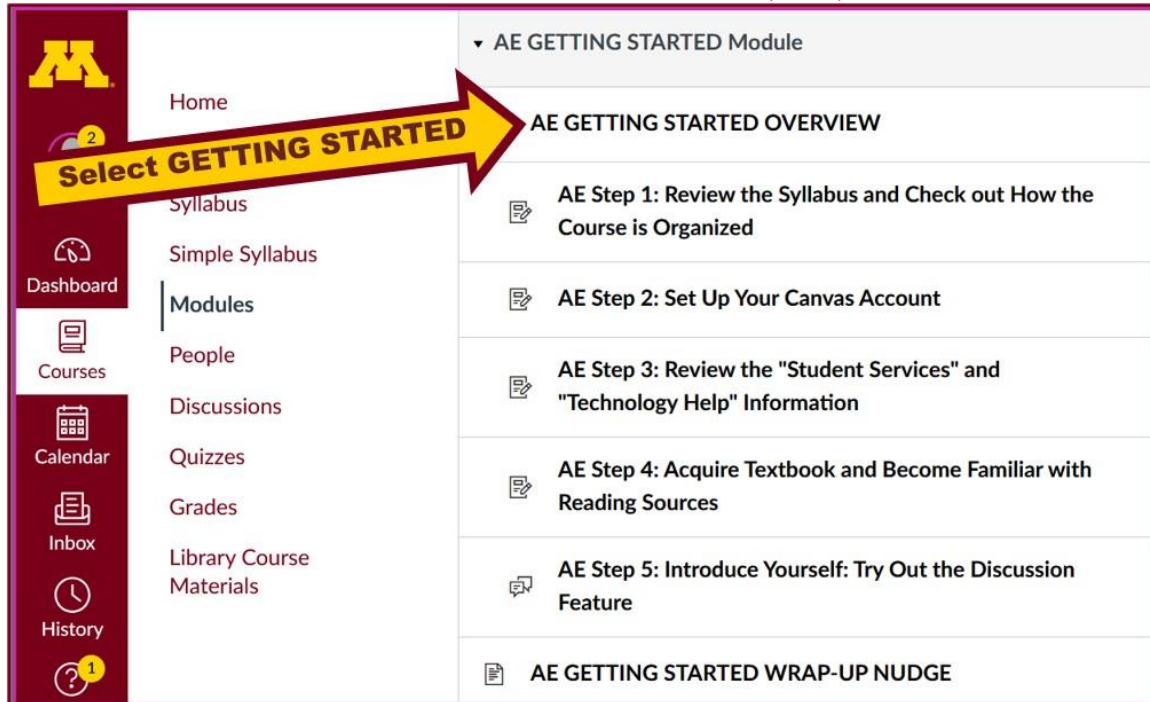 M
2
Dashboard
Courses
Calendar
Inbox
History
1
Home
Select GETTING STARTED
Syllabus
Simple Syllabus
Modules
People
Discussions
Quizzes
Grades
Library Course
Materials
AE GETTING STARTED Module
AE GETTING STARTED OVERVIEW
AE Step 1: Review the Syllabus and Check out How the
Course is Organized
AE Step 2: Set Up Your Canvas Account
AE Step 3: Review the "Student Services" and
"Technology Help" Information
AE Step 4: Acquire Textbook and Become Familiar with
Reading Sources
AE Step 5: Introduce Yourself: Try Out the Discussion
Feature
AE GETTING STARTED WRAP-UP NUDGE